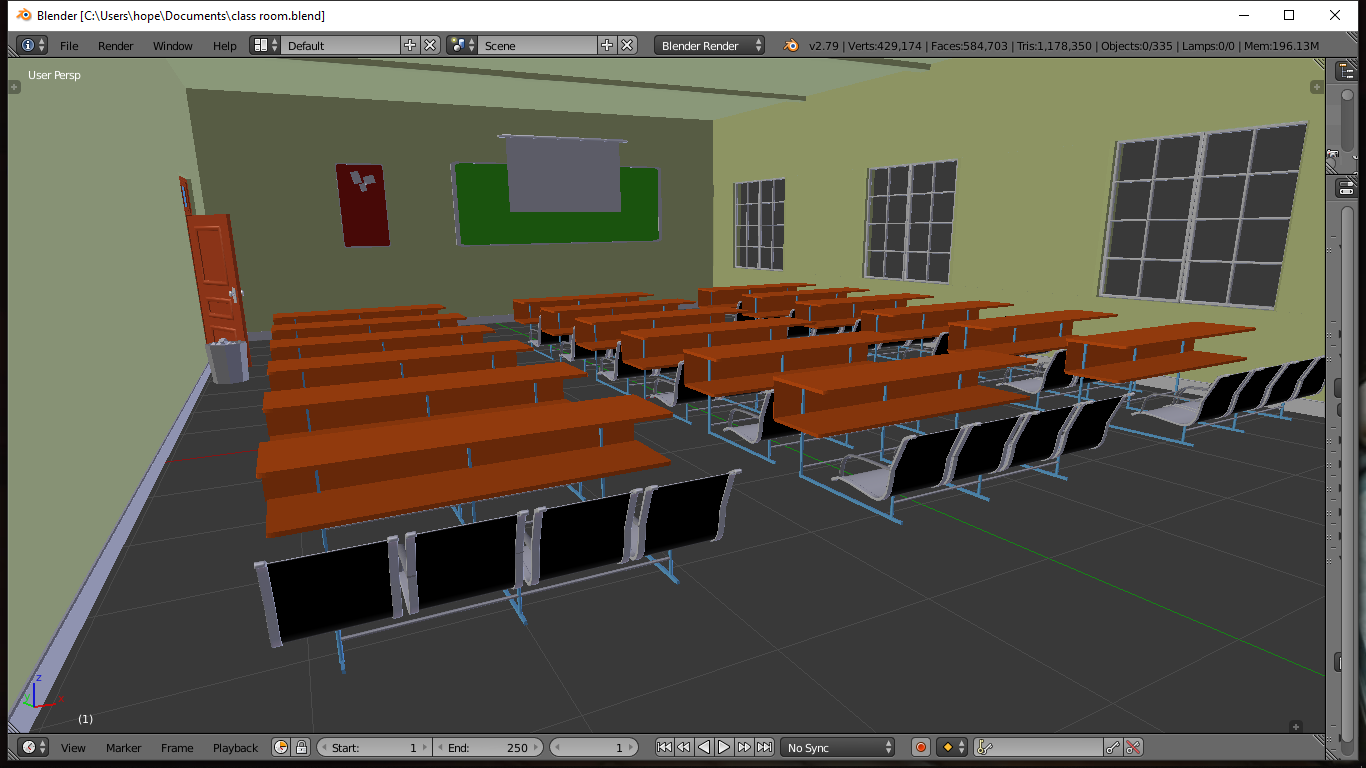 Blender [C:\Users\hope\Documents\class room.blend]
File Render Window Help Default Scene Blender Render v2.79 | Verts:429,174 | Faces:584,703 | Tris:1,178,350 | Objects:0/335 | Lamps:0/0 | Mem:196.13M
User Persp
z
x
(1)
View Marker Frame Playback Start: 1 End: 250 1 No Sync